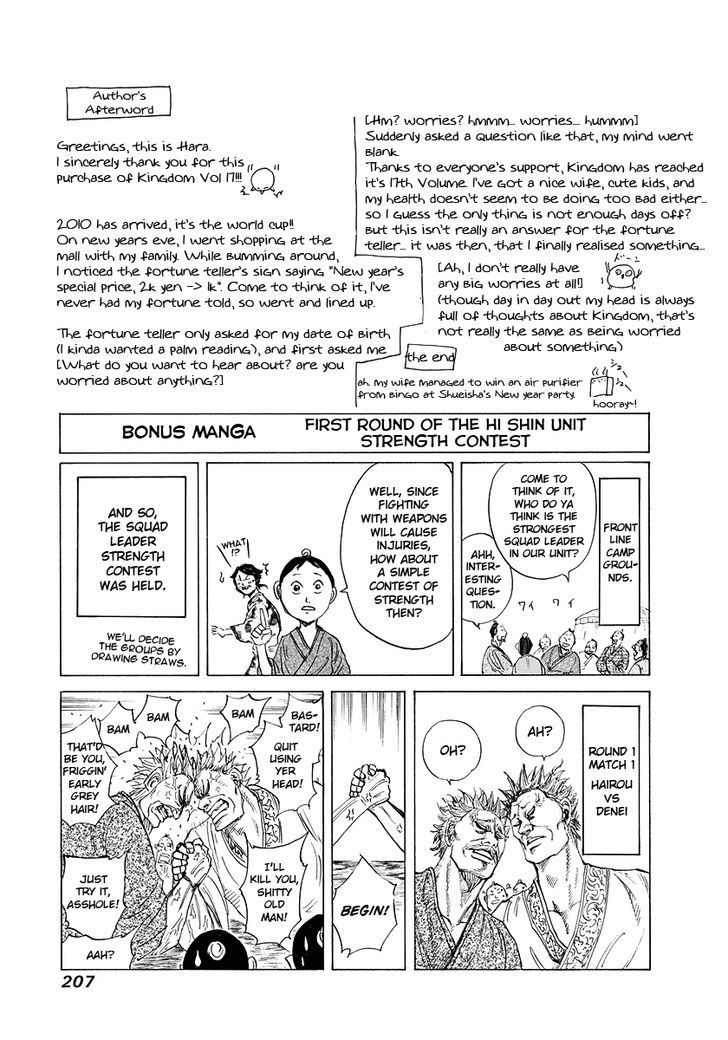 Author's
Afterword
Greetings, this is Hara.
I sincerely thank you for this
purchase of Kingdom Vol 17!!!
2010 has arrived, it's the world cup!!
On new years eve, I went shopping at the
mall with my family. While bumming around,
I noticed the fortune teller's sign saying "New year's
special price, 2k yen -> 1k". Come to think of it, I've
never had my fortune told, so went and lined up.
The fortune teller only asked for my date of birth
(I kinda wanted a palm reading), and first asked me
[What do you want to hear about? are you
worried about anything?]
[Hm? worries? hmmm... worries.... hummm]
Suddenly asked a question like that, my mind went
blank.
Thanks to everyone's support, Kingdom has reached
it's 17th Volume. I've got a nice wife, cute kids, and
my health doesn't seem to be doing too bad either...
so I guess the only thing is not enough days off?
But this isn't really an answer for the fortune
teller... it was then, that I finally realised something...
[Ah, I don't really have
any big worries at all!]
(though day in day out my head is always
full of thoughts about Kingdom, that's
not really the same as being worried
about something)
the end
ah my wife managed to win an air purifier
from bingo at Shueisha's New year party.
hooray~!
BONUS MANGA
FIRST ROUND OF THE HI SHIN UNIT
STRENGTH CONTEST
FRONT
LINE
CAMP
GROU-
NDS.
COME TO
THINK OF IT,
WHO DO YA
THINK IS THE
STRONGEST
SQUAD LEADER
IN OUR UNIT?
AHH,
INTER-
ESTING
QUES-
TION.
ワイ
ワイ
WELL, SINCE
FIGHTING
WITH WEAPONS
WILL CAUSE
INJURIES,
HOW ABOUT
A SIMPLE
CONTEST OF
STRENGTH
THEN?
WHAT
!?
AND SO,
THE SQUAD
LEADER
STRENGTH
CONTEST
WAS HELD.
WE'LL DECIDE
THE GROUPS BY
DRAWING STRAWS.
ROUND 1
MATCH 1
HAIROU
VS
DENEI
AH?
OH?
BEGIN!
BAS-
TARD!
QUIT
USING
YER
HEAD!
BAM
BAM
BAM
THAT'D
BE YOU,
FRIGGIN'
EARLY
GREY
HAIR!
I'LL
KILL YOU,
SHITTY
OLD
MAN!
JUST
TRY IT,
ASSHOLE!
AAH?
207